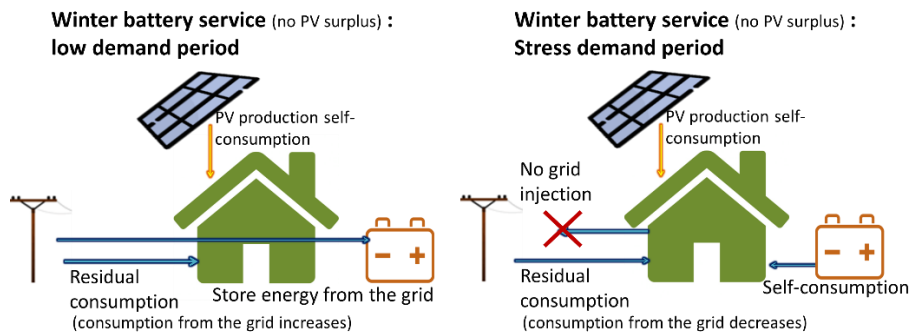 Winter battery service (no PV surplus) :
low demand period
PV production self-
consumption
Residual
consumption
(consumption from the grid increases)
Store energy from the grid
Winter battery service (no PV surplus) :
Stress demand period
PV production self-
consumption
No grid
injection
Residual
consumption
(consumption from the grid decreases)
Self-consumption